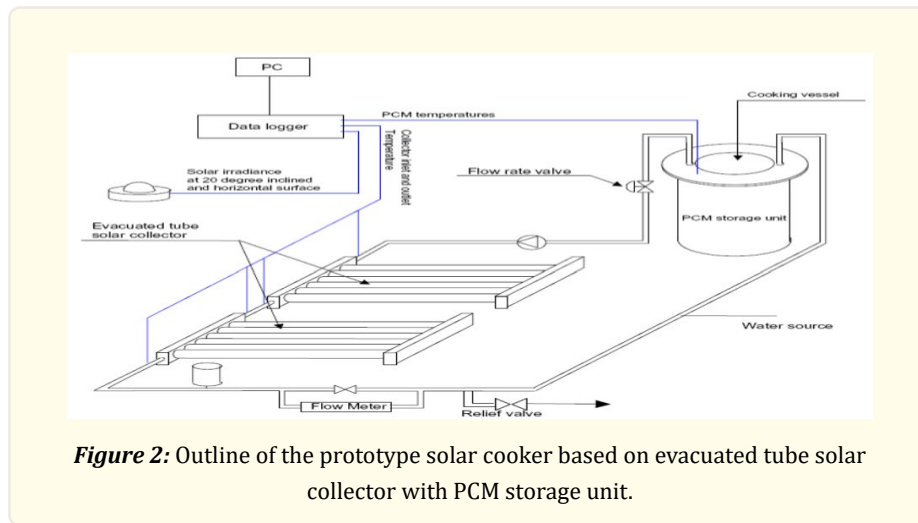 PC
Data logger
PCM temperatures
Cooking vessel
Collector inlet and outlet
Temperature
Solar irradiance
at 20 degree inclined
and horizontal surface
Flow rate valve
PCM storage unit
Evacuated tube
solar collector
Water source
Flow Meter
Relief valve
Figure 2: Outline of the prototype solar cooker based on evacuated tube solar
collector with PCM storage unit.